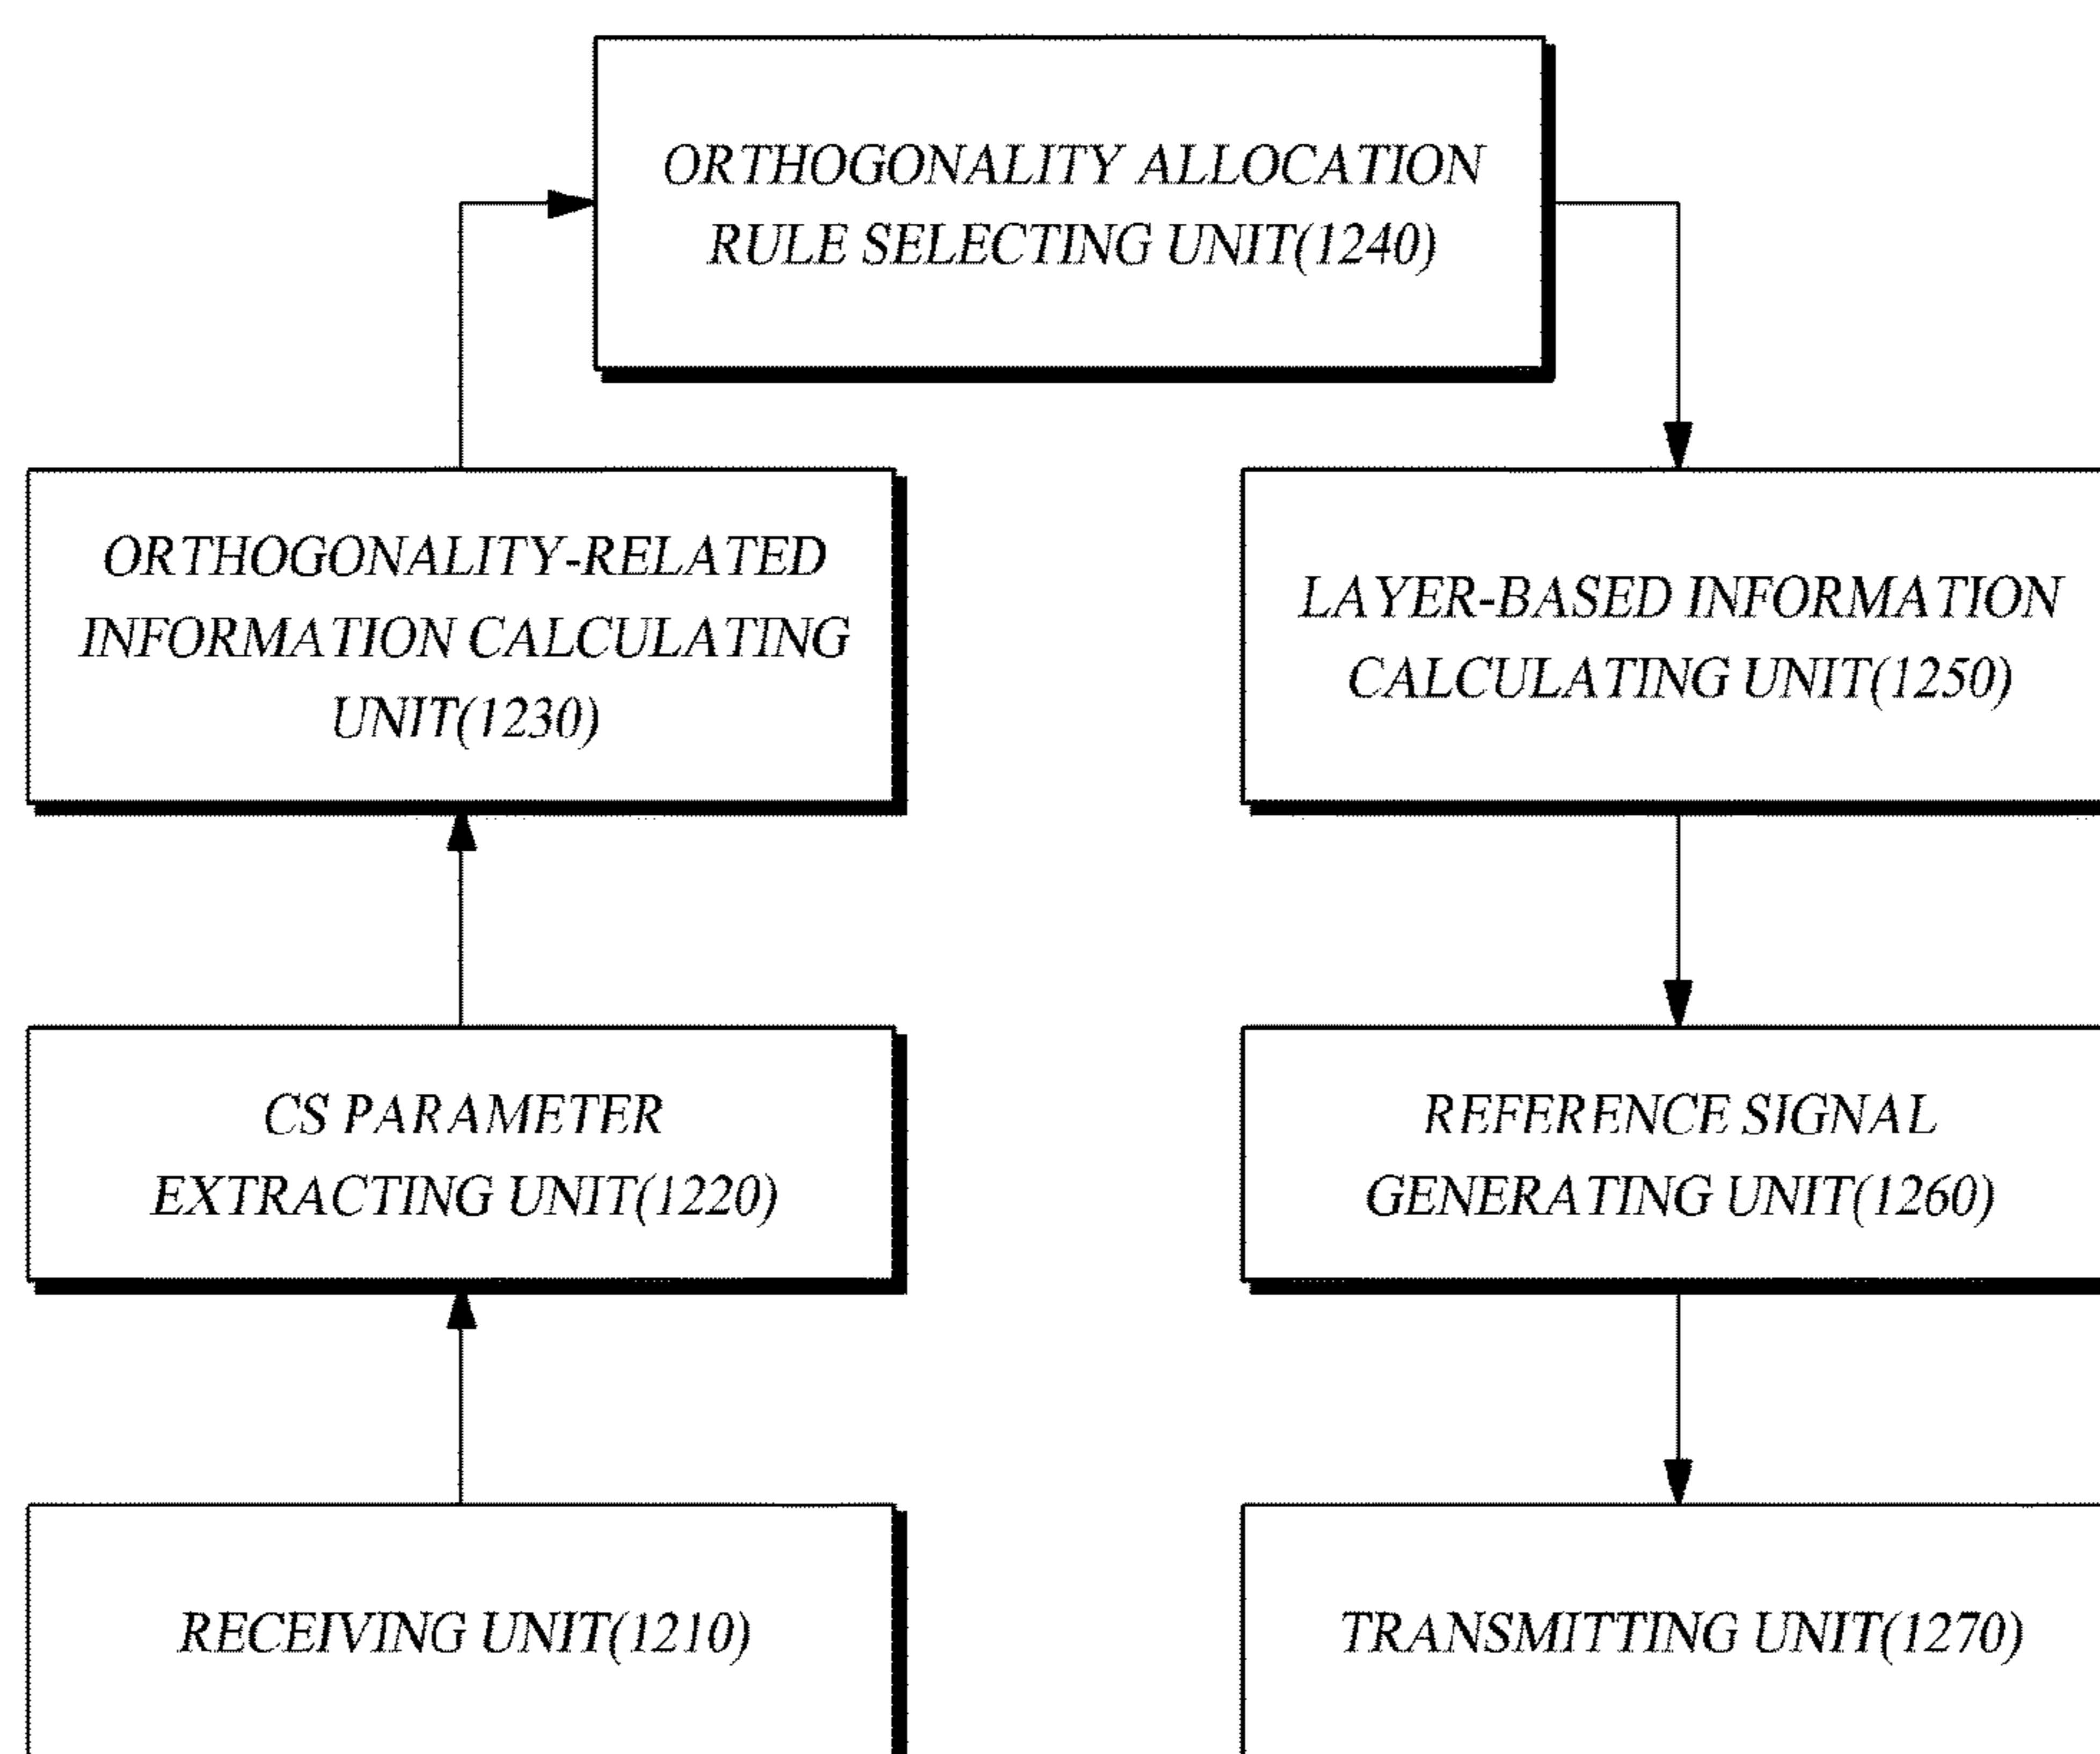 ORTHOGONALITY ALLOCATION
RULE SELECTING UNIT(1240)
ORTHOGONALITY-RELATED
INFORMATION CALCULATING
UNIT(1230)
LAYER-BASED INFORMATION
CALCULATING UNIT(1250)
CS PARAMETER
EXTRACTING UNIT(1220)
REFERENCE SIGNAL
GENERATING UNIT(1260)
RECEIVING UNIT(1210)
TRANSMITTING UNIT(1270)